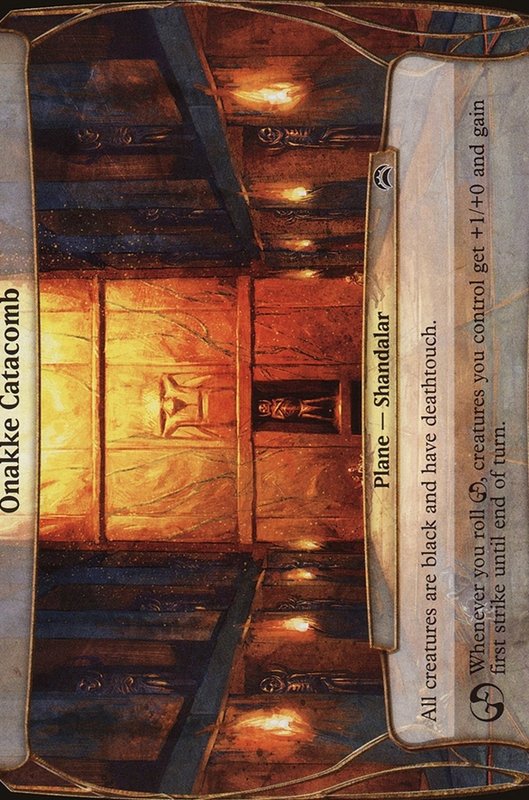 Onakke Catacomb
Plane — Shandalar
All creatures are black and have deathtouch.
Whenever you roll , creatures you control get +1/+0 and gain
first strike until end of turn.